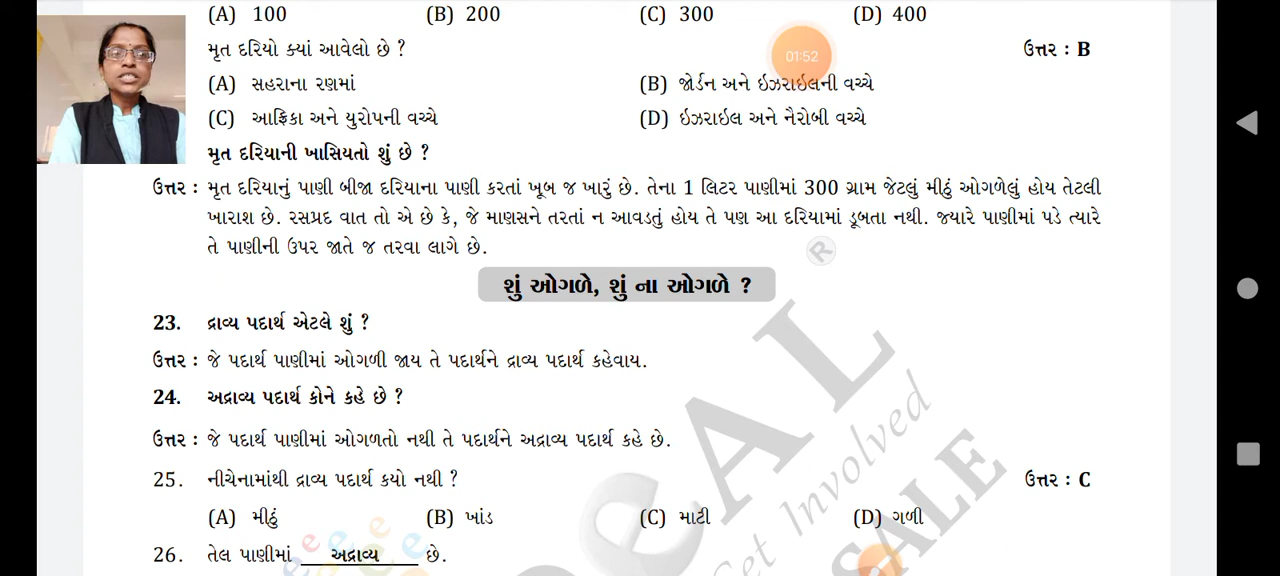 (A) 100 (B) 200 (C) 300 (D) 400
મૃત દરિયો ક્યાં આવેલો છે ? ઉત્તર : B
01:52
(A) સહરાના રણમાં (B) જોર્ડન અને ઇઝરાઇલની વચ્ચે
(C) આફ્રિકા અને યુરોપની વચ્ચે (D) ઇઝરાઇલ અને નૈરોબી વચ્ચે
મૃત દરિયાની ખાસિયતો શું છે ?
ઉત્તર : મૃત દરિયાનું પાણી બીજા દરિયાના પાણી કરતાં ખૂબ જ ખારું છે. તેના 1 લિટર પાણીમાં 300 ગ્રામ જેટલું મીઠું ઓગળેલું હોય તેટલી
ખારાશ છે. રસપ્રદ વાત તો એ છે કે, જે માણસને તરતાં ન આવડતું હોય તે પણ આ દરિયામાં ડૂબતા નથી. જ્યારે પાણીમાં પડે ત્યારે
તે પાણીની ઉપર જાતે જ તરવા લાગે છે.
®
શું ઓગળે, શું ના ઓગળે ?
23. દ્રાવ્ય પદાર્થ એટલે શું ?
ઉત્તર : જે પદાર્થ પાણીમાં ઓગળી જાય તે પદાર્થને દ્રાવ્ય પદાર્થ કહેવાય.
24. અદ્રાવ્ય પદાર્થ કોને કહે છે ?
ઉત્તર : જે પદાર્થ પાણીમાં ઓગળતો નથી તે પદાર્થને અદ્રાવ્ય પદાર્થ કહે છે.
25. નીચેનામાંથી દ્રાવ્ય પદાર્થ કયો નથી ? ઉત્તર : C
(A) મીઠું (B) ખાંડ (C) માટી (D) ગળી
26. તેલ પાણીમાં અદ્રાવ્ય છે.
Get Involved
SALE